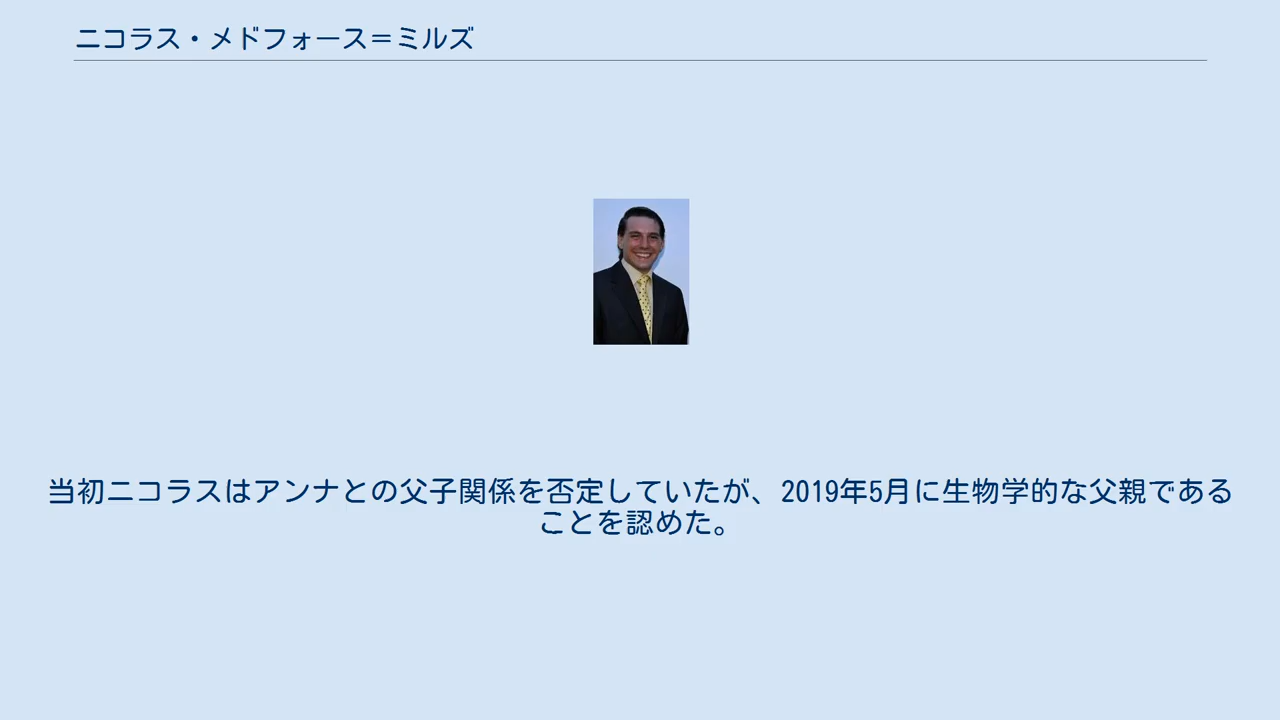 ニコラス・メドフォース＝ミルズ
当初ニコラスはアンナとの父子関係を否定していたが、2019年5月に生物学的な父親である
ことを認めた。